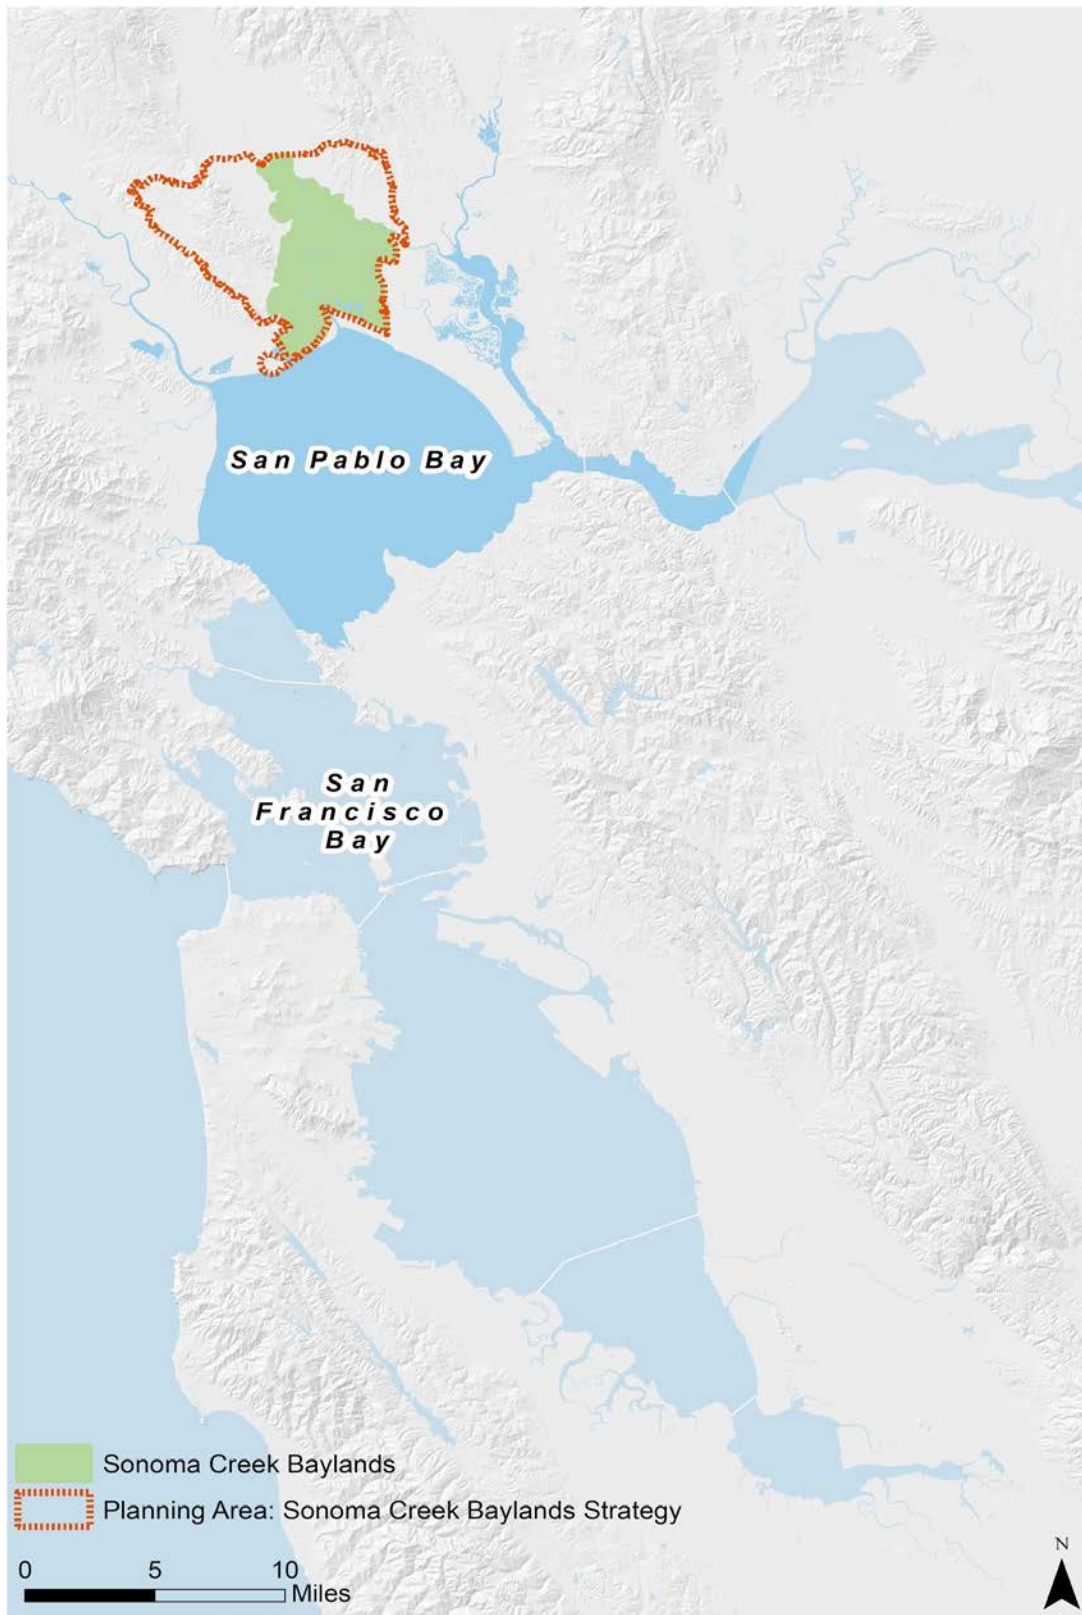 San Pablo Bay
San
Francisco
Bay
Sonoma Creek Baylands
Planning Area: Sonoma Creek Baylands Strategy
0 5 10
Miles
N